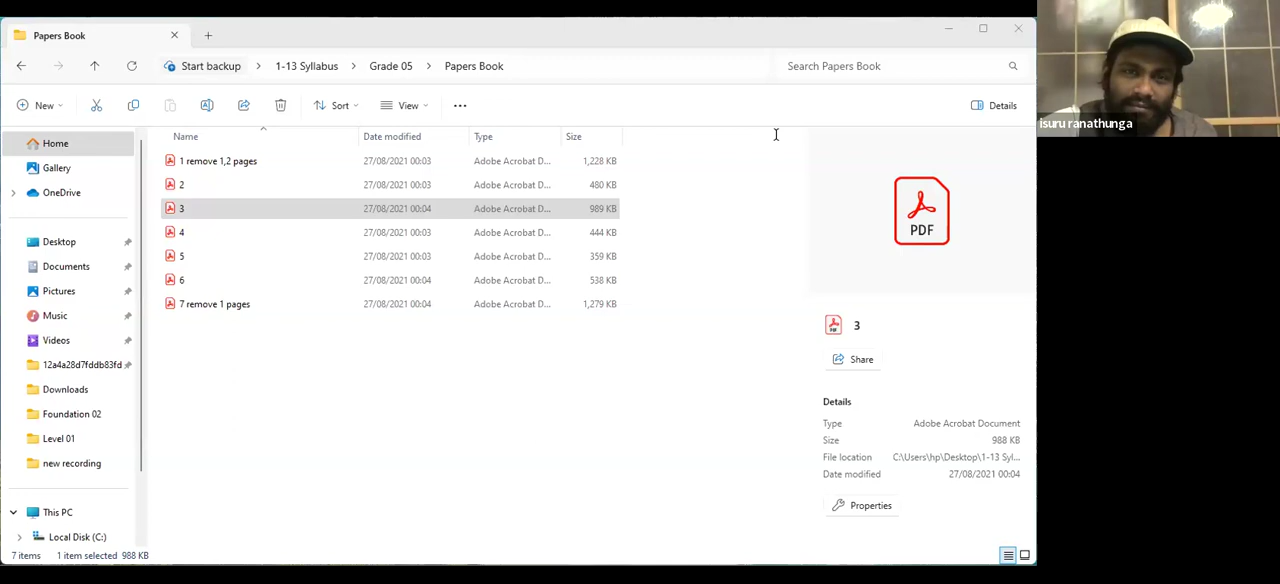 Papers Book
Start backup > 1-13 Syllabus > Grade 05 > Papers Book
Search Papers Book
New
Sort
View
Details
isuru ranathunga
Name Date modified Type Size
1 remove 1,2 pages 27/08/2021 00:03 Adobe Acrobat D... 1,228 KB
2 27/08/2021 00:03 Adobe Acrobat D... 480 KB
3 27/08/2021 00:04 Adobe Acrobat D... 989 KB
4 27/08/2021 00:03 Adobe Acrobat D... 444 KB
5 27/08/2021 00:03 Adobe Acrobat D... 359 KB
6 27/08/2021 00:04 Adobe Acrobat D... 538 KB
7 remove 1 pages 27/08/2021 00:04 Adobe Acrobat D... 1,279 KB
Home
Gallery
OneDrive
Desktop
Documents
Pictures
Music
Videos
12a4a28d7fddb83fd
Downloads
Foundation 02
Level 01
new recording
This PC
Local Disk (C:)
PDF
3
Share
Details
Type Adobe Acrobat Document
Size 988 KB
File location C:\Users\hp\Desktop\1-13 Syl...
Date modified 27/08/2021 00:04
Properties
7 items 1 item selected 988 KB